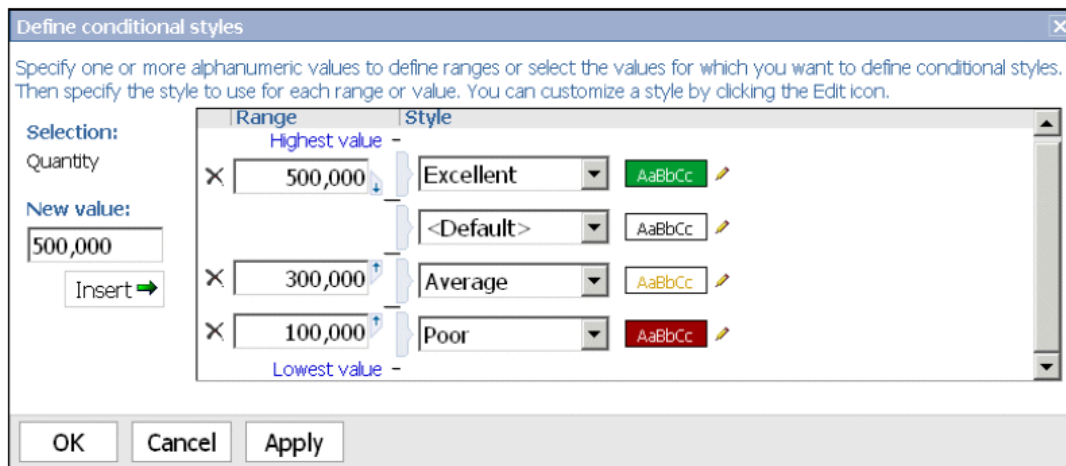 Define conditional styles
Specify one or more alphanumeric values to define ranges or select the values for which you want to define conditional styles.
Then specify the style to use for each range or value. You can customize a style by clicking the Edit icon.
Selection:
Quantity
New value:
500,000
Insert
Range Style
Highest value -
500,000 Excellent AaBbCc
<Default> AaBbCc
300,000 Average AaBbCc
100,000 Poor AaBbCc
Lowest value -
OK Cancel Apply